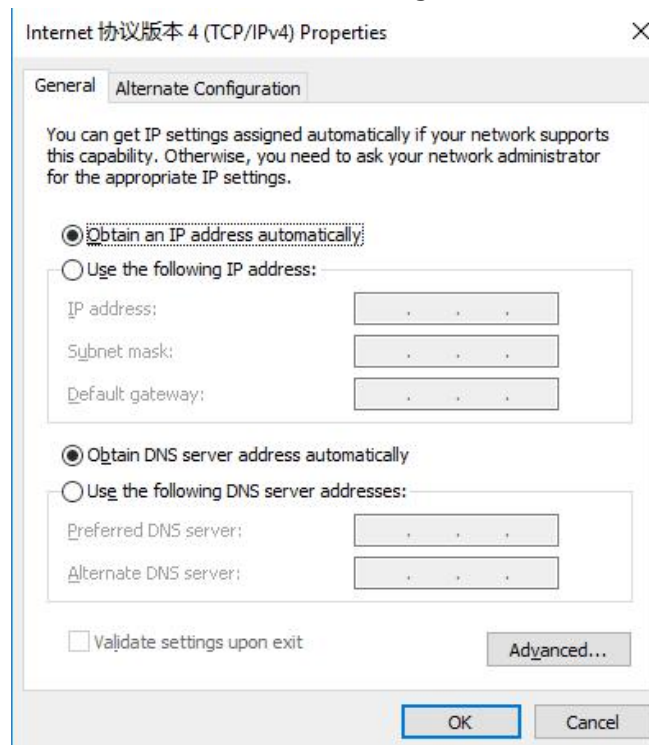 Internet 协议版本 4 (TCP/IPv4) Properties
General
Alternate Configuration
You can get IP settings assigned automatically if your network supports
this capability. Otherwise, you need to ask your network administrator
for the appropriate IP settings.
Obtain an IP address automatically
Use the following IP address:
IP address:
Subnet mask:
Default gateway:
Obtain DNS server address automatically
Use the following DNS server addresses:
Preferred DNS server:
Alternate DNS server:
Validate settings upon exit
Advanced...
OK
Cancel